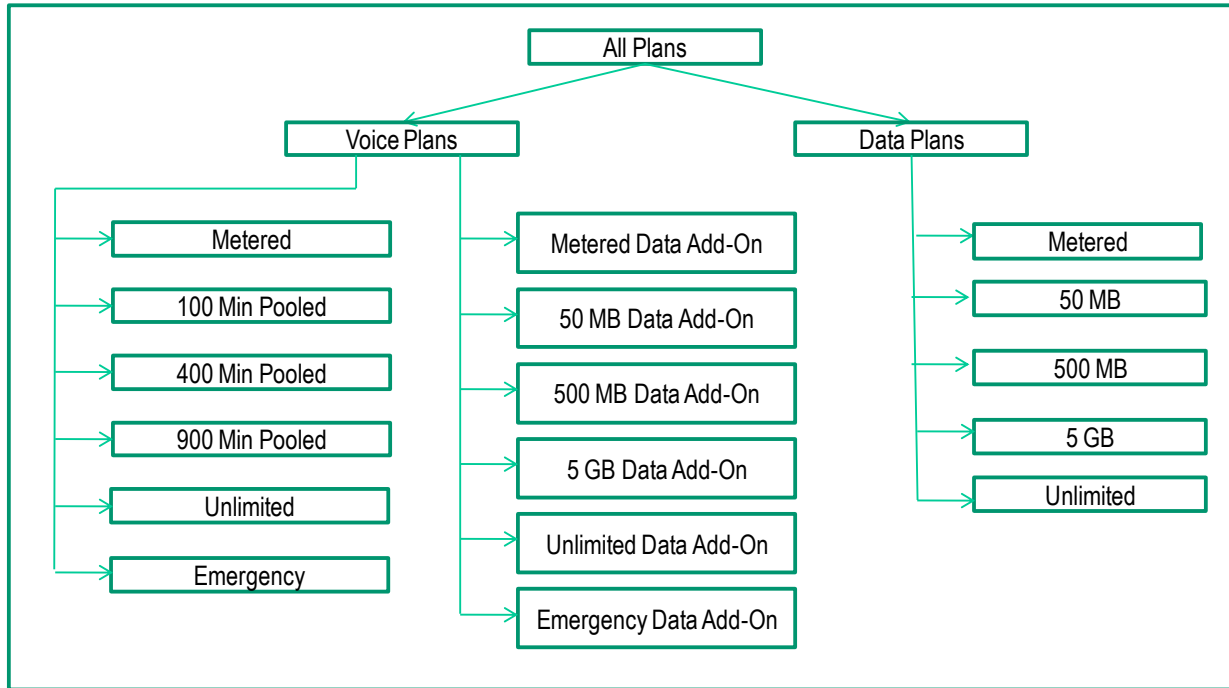 All Plans
Voice Plans
Data Plans
Metered
100 Min Pooled
400 Min Pooled
900 Min Pooled
Unlimited
Emergency
Metered Data Add-On
50 MB Data Add-On
500 MB Data Add-On
5 GB Data Add-On
Unlimited Data Add-On
Emergency Data Add-On
Metered
50 MB
500 MB
5 GB
Unlimited